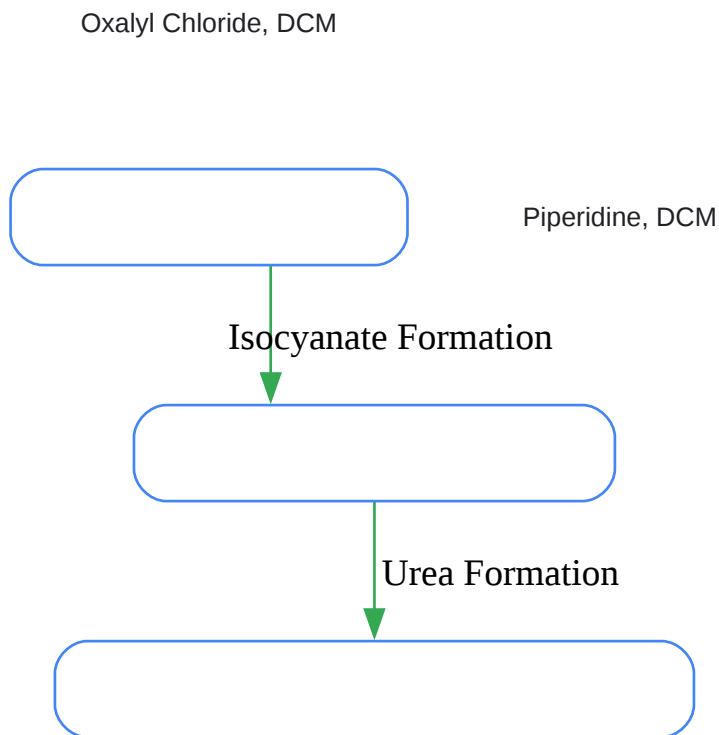 Oxalyl Chloride, DCM
Piperidine, DCM
Isocyanate Formation
Urea Formation